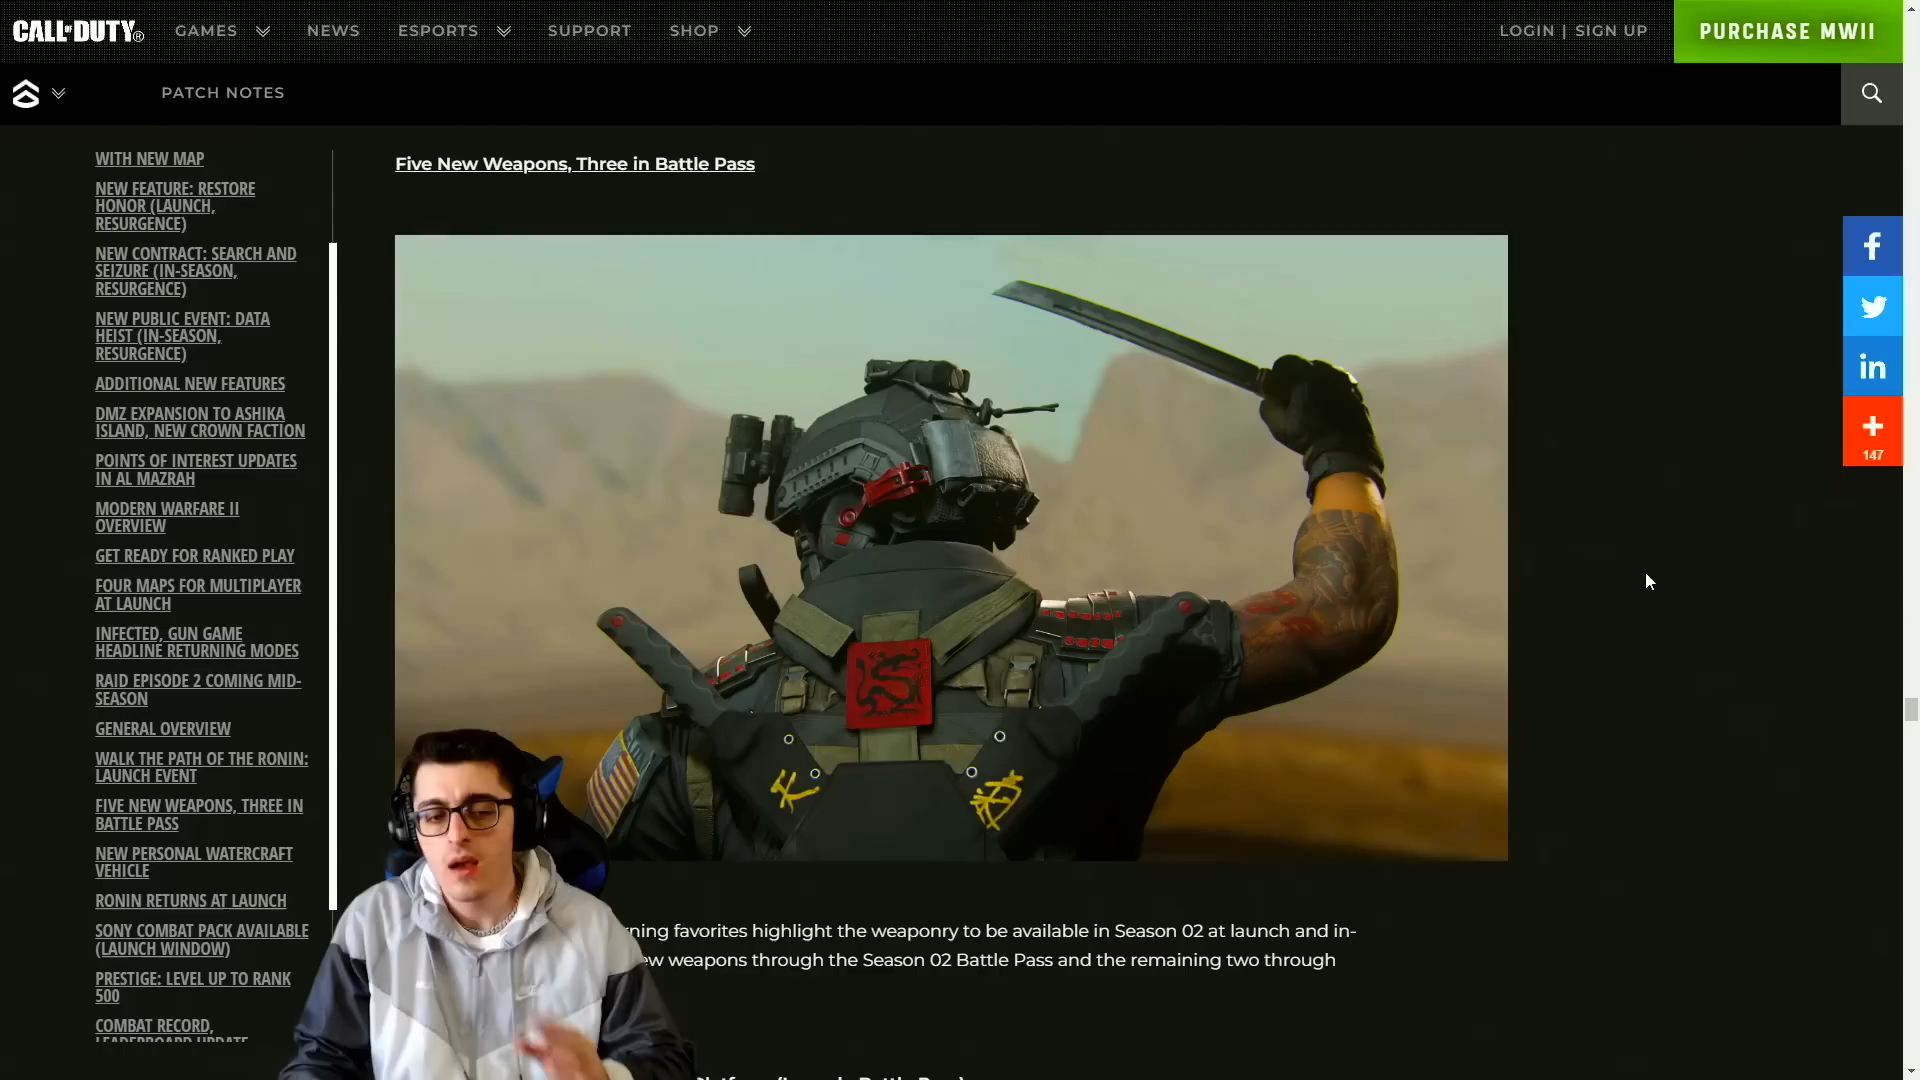 CALL OF DUTY®
GAMES
NEWS
ESPORTS
SUPPORT
SHOP
LOGIN | SIGN UP
PURCHASE MWII
PATCH NOTES
WITH NEW MAP
NEW FEATURE: RESTORE
HONOR (LAUNCH,
RESURGENCE)
NEW CONTRACT: SEARCH AND
SEIZURE (IN-SEASON,
RESURGENCE)
NEW PUBLIC EVENT: DATA
HEIST (IN-SEASON,
RESURGENCE)
ADDITIONAL NEW FEATURES
DMZ EXPANSION TO ASHIKA
ISLAND, NEW CROWN FACTION
POINTS OF INTEREST UPDATES
IN AL MAZRAH
MODERN WARFARE II
OVERVIEW
GET READY FOR RANKED PLAY
FOUR MAPS FOR MULTIPLAYER
AT LAUNCH
INFECTED, GUN GAME
HEADLINE RETURNING MODES
RAID EPISODE 2 COMING MID-
SEASON
GENERAL OVERVIEW
WALK THE PATH OF THE RONIN:
LAUNCH EVENT
FIVE NEW WEAPONS, THREE IN
BATTLE PASS
NEW PERSONAL WATERCRAFT
VEHICLE
RONIN RETURNS AT LAUNCH
SONY COMBAT PACK AVAILABLE
(LAUNCH WINDOW)
PRESTIGE: LEVEL UP TO RANK
500
COMBAT RECORD,
LEADERBOARD UPDATE
Five New Weapons, Three in Battle Pass
rning favorites highlight the weaponry to be available in Season 02 at launch and in-
ew weapons through the Season 02 Battle Pass and the remaining two through
f
in
147